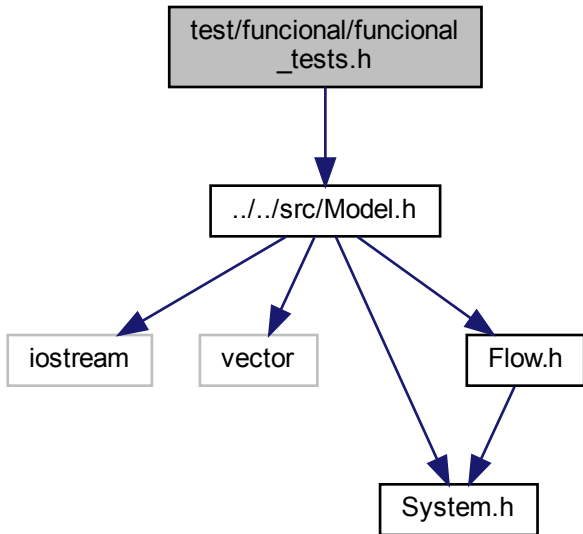 test/funcional/funcional
_tests.h
../../src/Model.h
iostream
vector
Flow.h
System.h